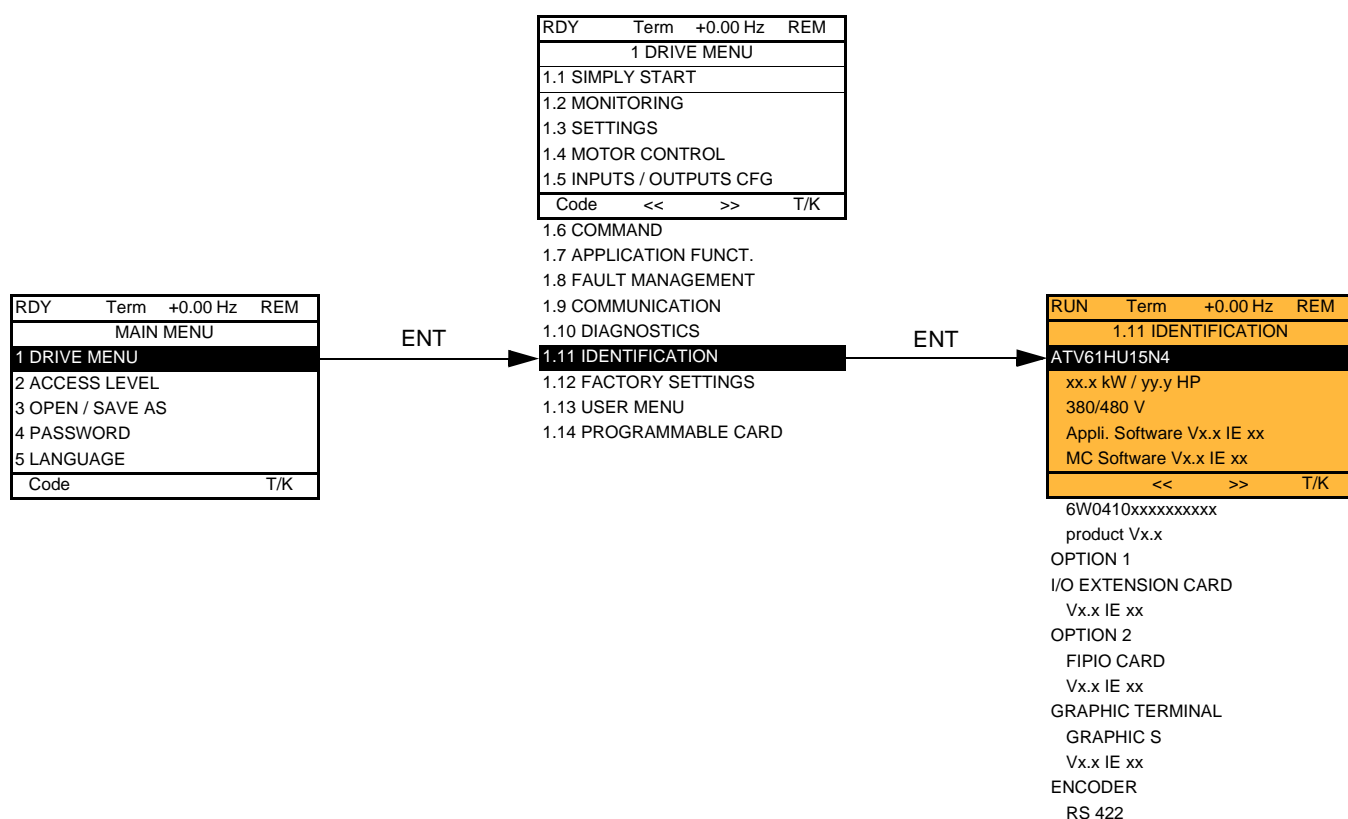 RDY Term +0.00 Hz REM
MAIN MENU
1 DRIVE MENU
2 ACCESS LEVEL
3 OPEN / SAVE AS
4 PASSWORD
5 LANGUAGE
Code T/K
ENT
RDY Term +0.00 Hz REM
1 DRIVE MENU
1.1 SIMPLY START
1.2 MONITORING
1.3 SETTINGS
1.4 MOTOR CONTROL
1.5 INPUTS / OUTPUTS CFG
Code << >> T/K
1.6 COMMAND
1.7 APPLICATION FUNCT.
1.8 FAULT MANAGEMENT
1.9 COMMUNICATION
1.10 DIAGNOSTICS
1.11 IDENTIFICATION
1.12 FACTORY SETTINGS
1.13 USER MENU
1.14 PROGRAMMABLE CARD
ENT
RUN Term +0.00 Hz REM
1.11 IDENTIFICATION
ATV61HU15N4
xx.x kW / yy.y HP
380/480 V
Appli. Software Vx.x IE xx
MC Software Vx.x IE xx
<< >> T/K
6W0410xxxxxxxxxx
product Vx.x
OPTION 1
I/O EXTENSION CARD
Vx.x IE xx
OPTION 2
FIPIO CARD
Vx.x IE xx
GRAPHIC TERMINAL
GRAPHIC S
Vx.x IE xx
ENCODER
RS 422